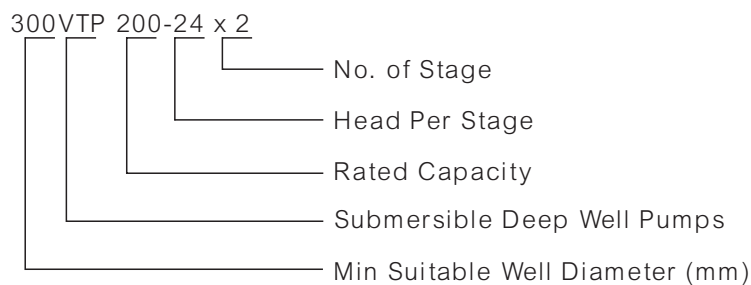 300VTP 200-24 x 2
No. of Stage
Head Per Stage
Rated Capacity
Submersible Deep Well Pumps
Min Suitable Well Diameter (mm)